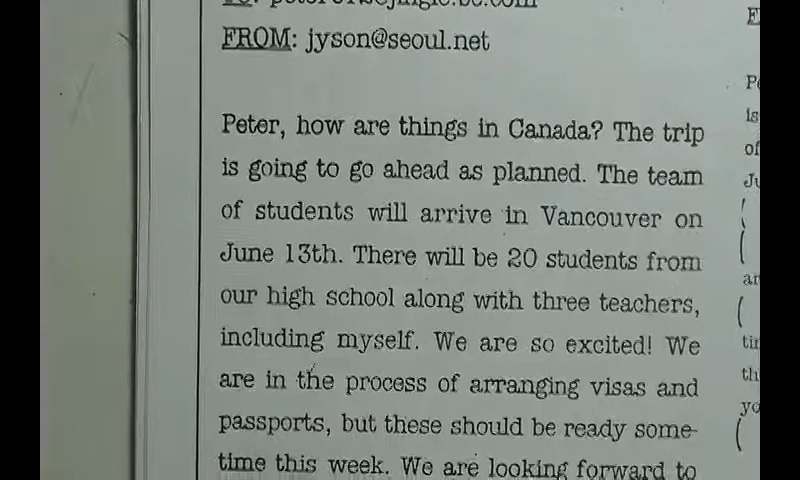 FROM: jyson@seoul.net
Peter, how are things in Canada? The trip
is going to go ahead as planned. The team
of students will arrive in Vancouver on
June 13th. There will be 20 students from
our high school along with three teachers,
including myself. We are so excited! We
are in the process of arranging visas and
passports, but these should be ready some-
time this week. We are looking forward to
is
of